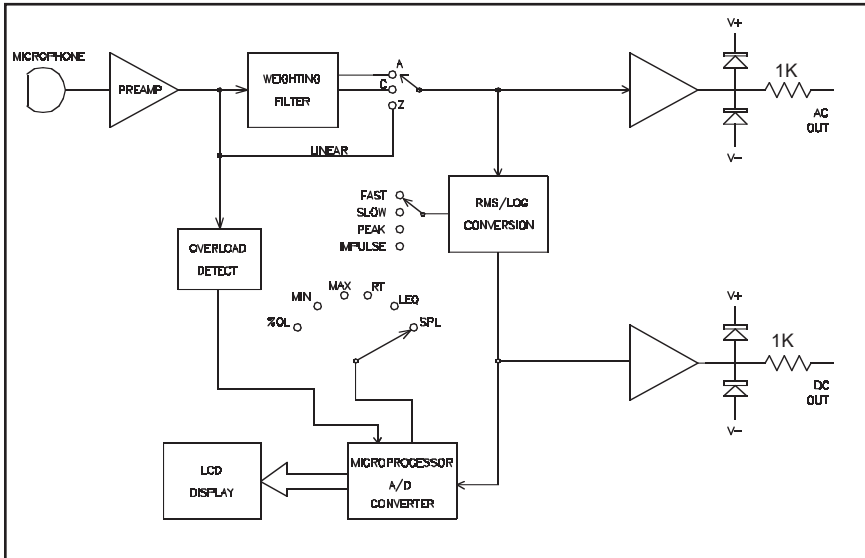 MICROPHONE
PREAMP
WEIGHTING
FILTER
A
C
Z
LINEAR
V+
1K
AC
OUT
V-
FAST
SLOW
PEAK
IMPULSE
RMS/LOG
CONVERSION
OVERLOAD
DETECT
%OL
MIN
MAX
RT
LEQ
SPL
V+
1K
DC
OUT
V-
LCD
DISPLAY
MICROPROCESSOR
A/D
CONVERTER